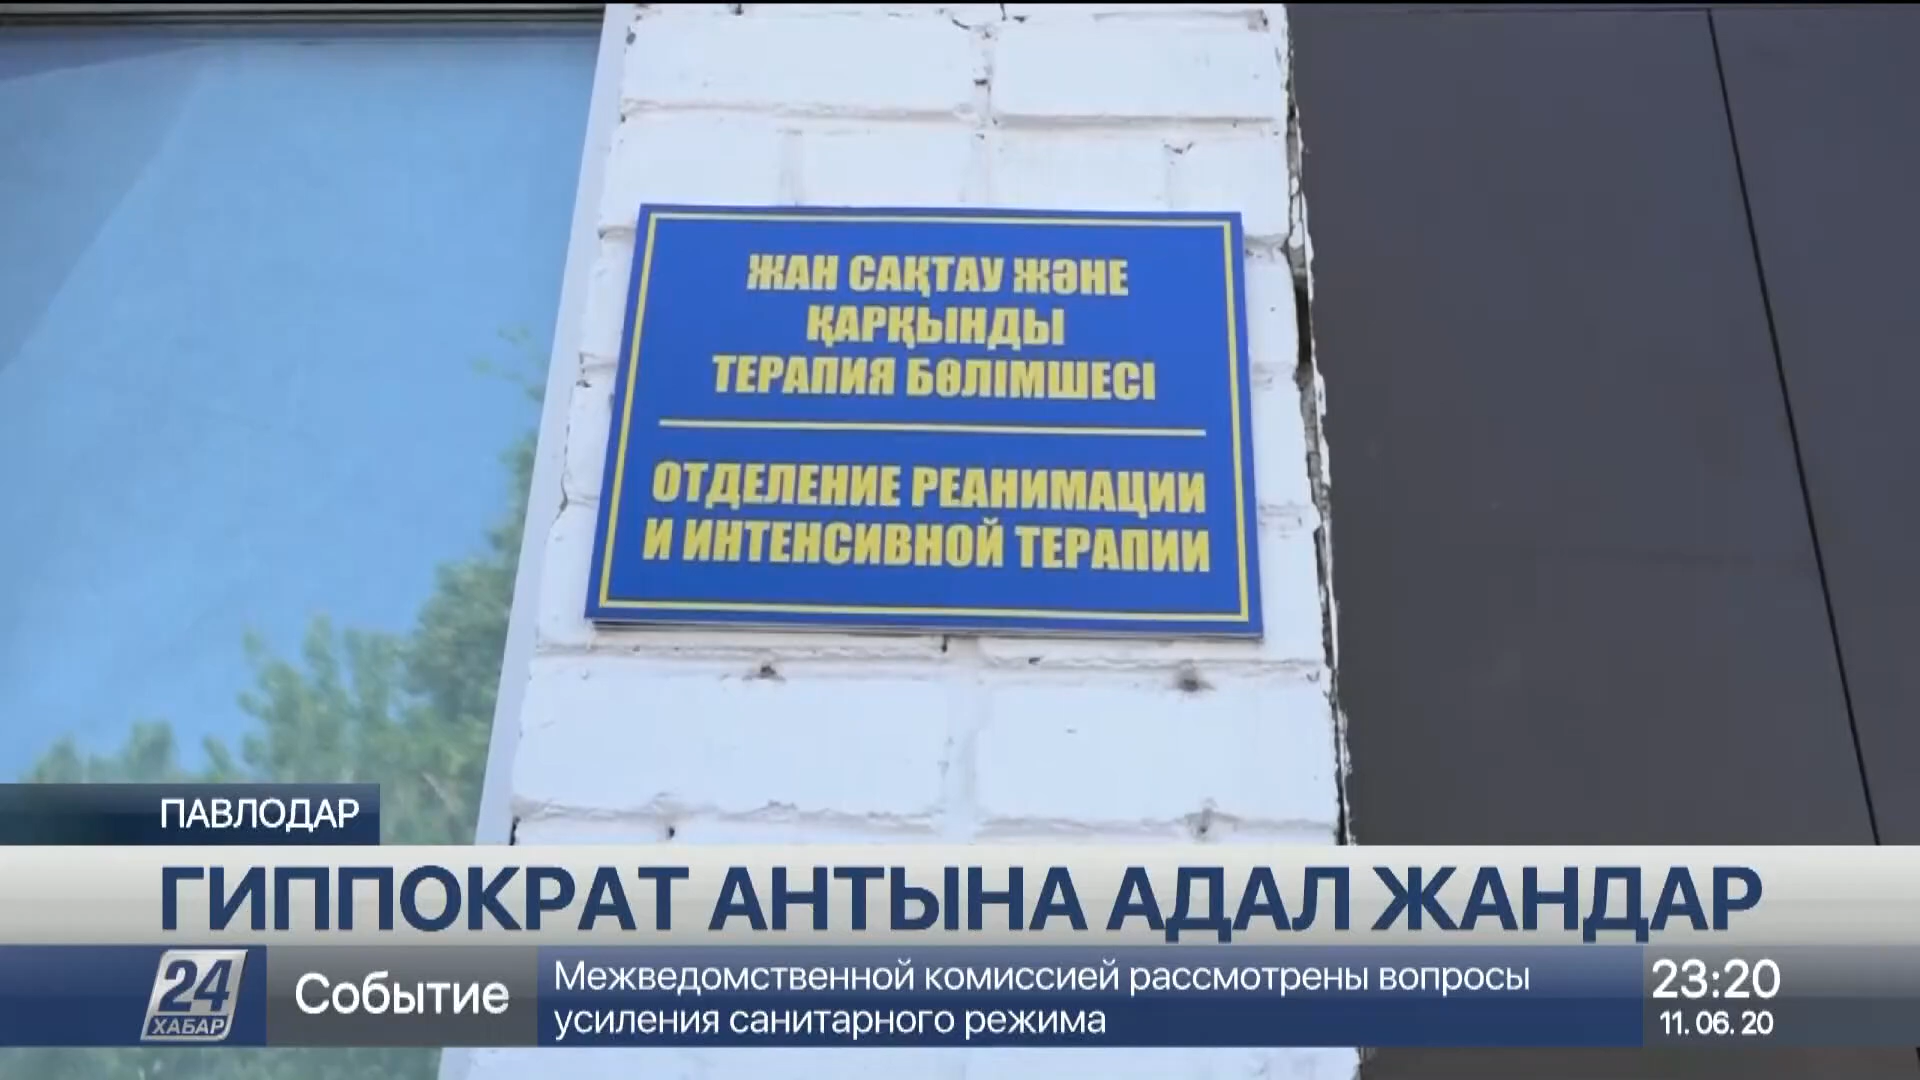 ЖАН САҚТАУ ЖӘНЕ
ҚАРҚЫНДЫ
ТЕРАПИЯ БӨЛІМШЕСІ
ОТДЕЛЕНИЕ РЕАНИМАЦИИ
И ИНТЕНСИВНОЙ ТЕРАПИИ
ПАВЛОДАР
ГИППОКРАТ АНТЫНА АДАЛ ЖАНДАР
24
ХАБАР
Событие
Межведомственной комиссией рассмотрены вопросы
усиления санитарного режима
23:20
11. 06. 20